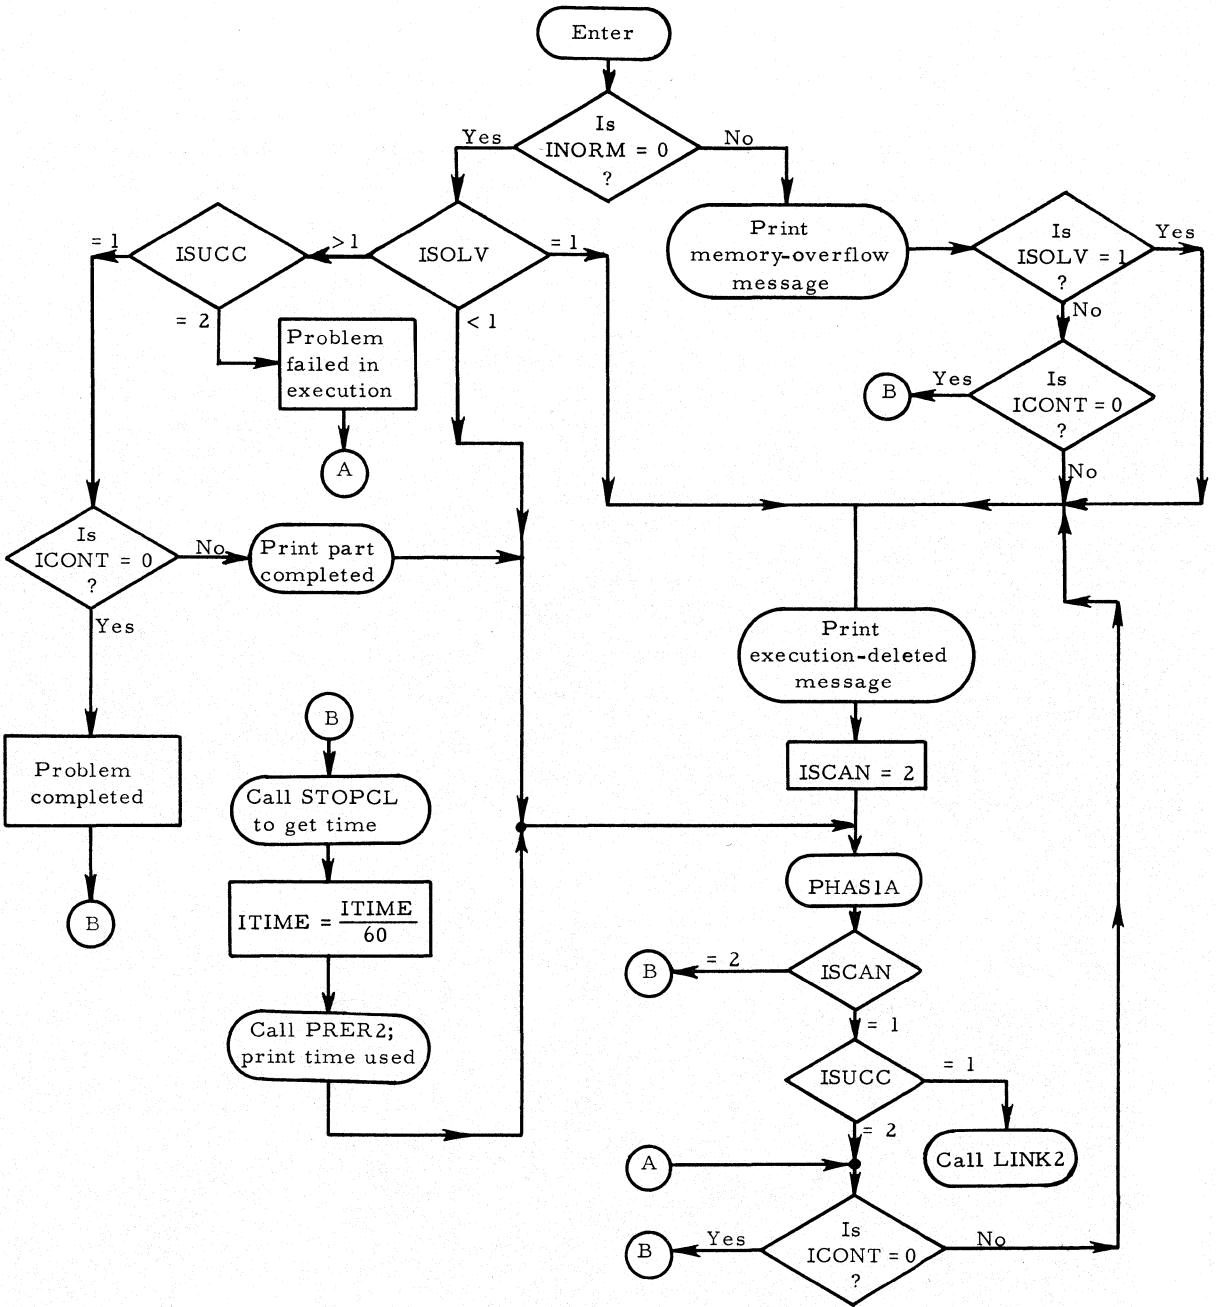 Enter
Is
INORM = 0
?
Yes
No
ISUCC
= 1
= 2
>1
ISOLV
= 1
< 1
Print
memory-overflow
message
Is
ISOLV = 1
?
Yes
No
Problem
failed in
execution
A
B
Yes
Is
ICONT = 0
?
No
Is
ICONT = 0
?
No
Yes
Print part
completed
Print
execution-deleted
message
ISCAN = 2
Problem
completed
B
B
Call STOPCL
to get time
ITIME = ITIME
60
Call PRER2;
print time used
PHAS1A
B
= 2
ISCAN
= 1
ISUCC
= 1
= 2
Call LINK2
A
B
Yes
Is
ICONT = 0
?
No